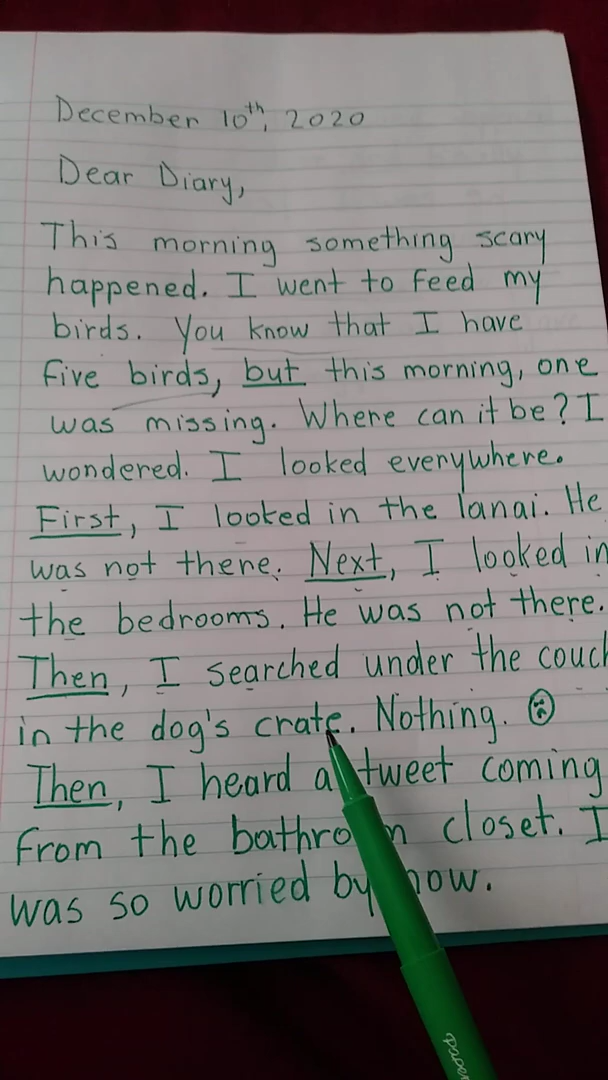 December 10th, 2020
Dear Diary,
This morning something scary
happened. I went to feed my
birds. You know that I have
five birds, but this morning, one
was missing. Where can it be? I
wondered. I looked everywhere.
First, I looked in the lanai. He
was not there. Next, I looked in
the bedrooms. He was not there.
Then, I searched under the couch
in the dog's crate. Nothing.
Then, I heard a tweet coming
from the bathroom closet. I
was so worried by now.